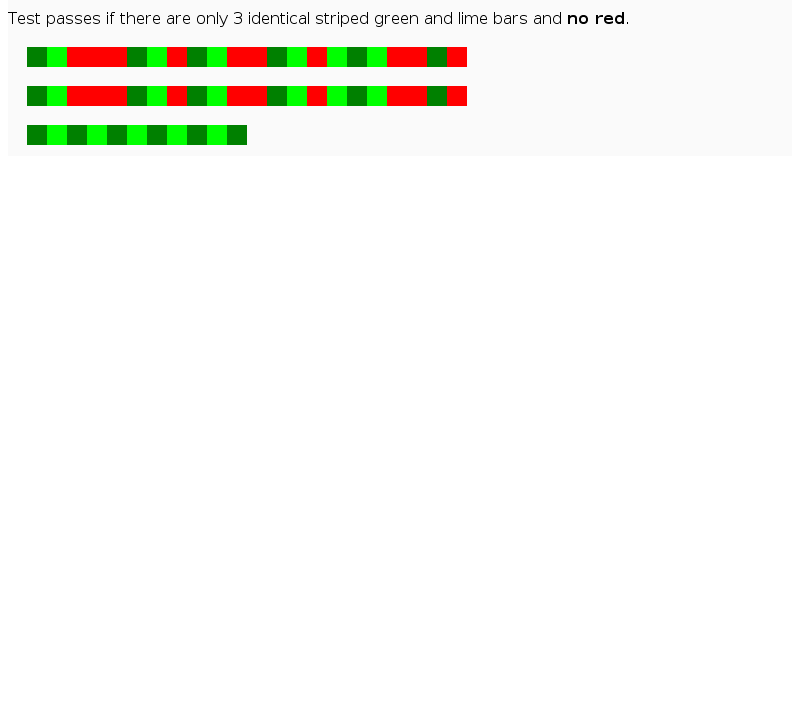 Test passes if there are only 3 identical striped green and lime bars and no red.